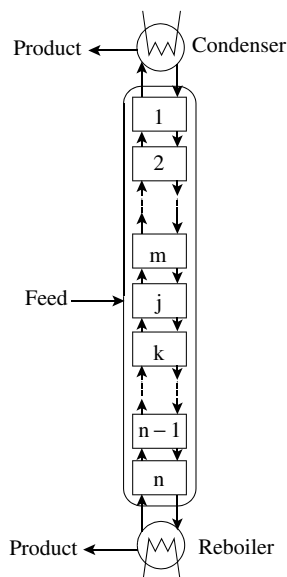 Product
Condenser
1
2
m
Feed
j
k
n − 1
n
Product
Reboiler